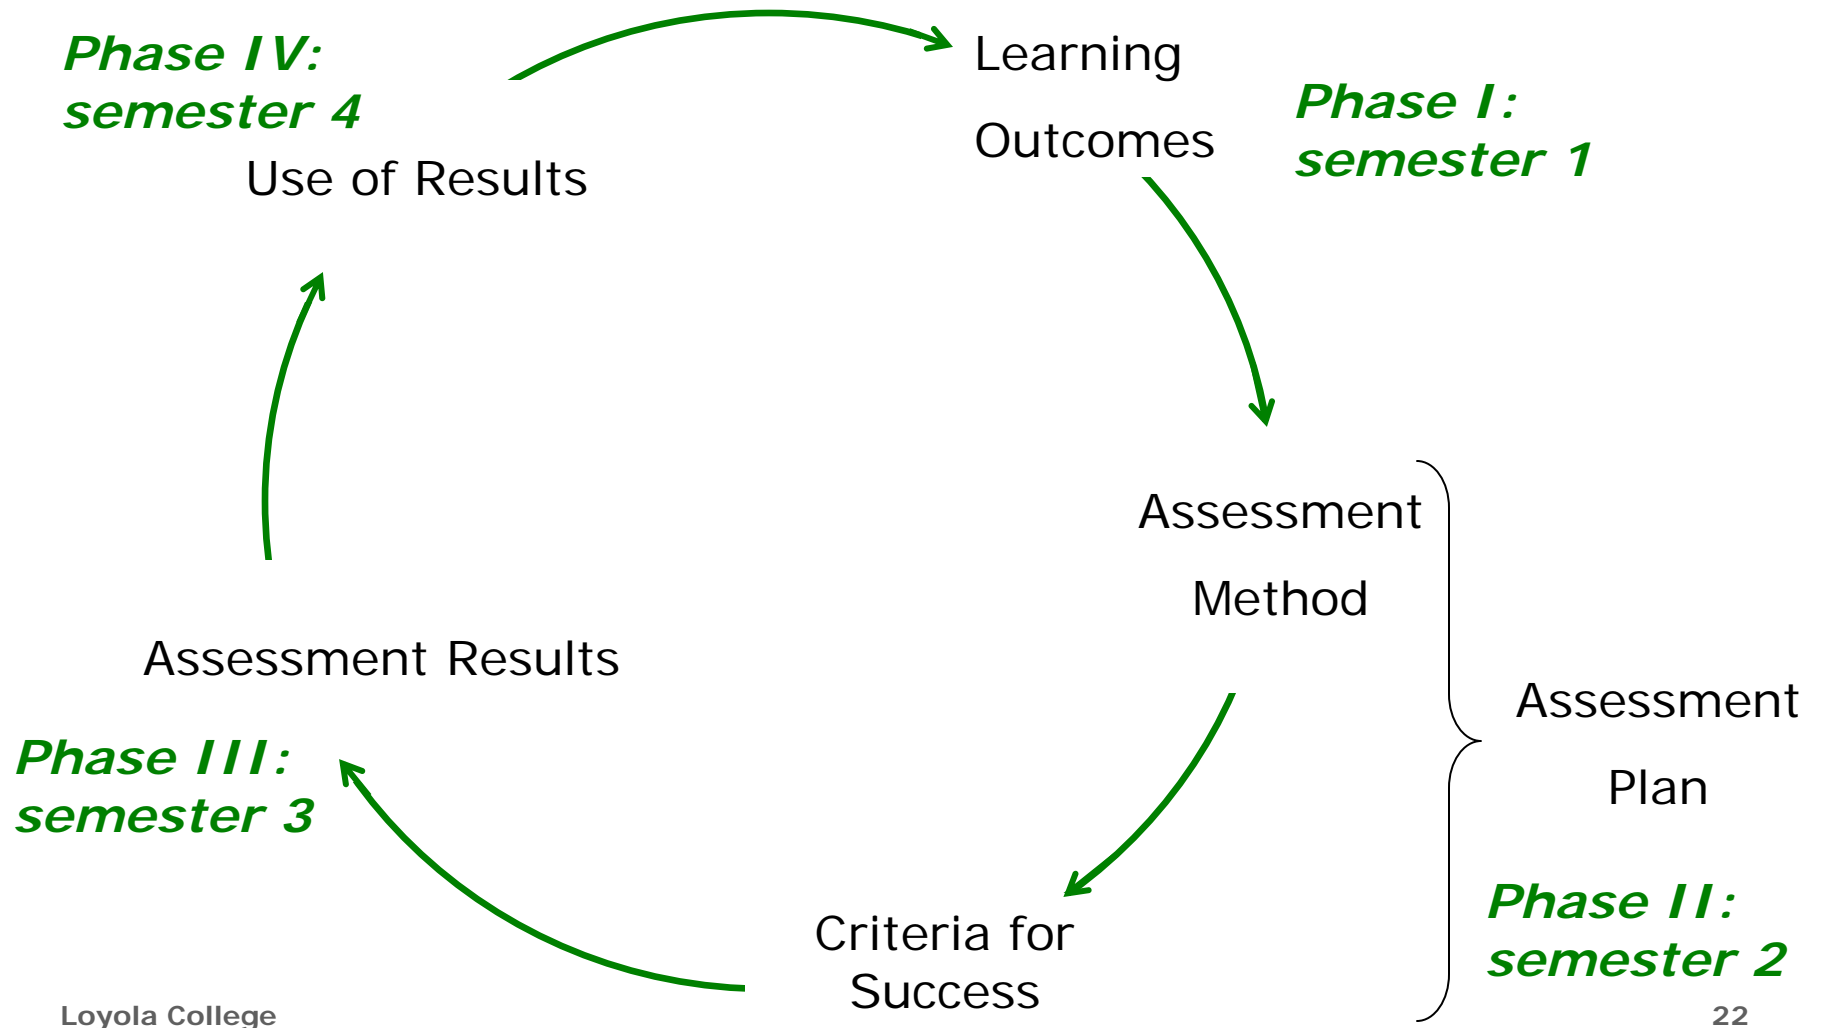 Phase IV:
semester 4
Use of Results
Learning
Outcomes
Phase I:
semester 1
Assessment
Method
Assessment
Plan
Phase II:
semester 2
Criteria for
Success
Assessment Results
Phase III:
semester 3
Loyola College
22